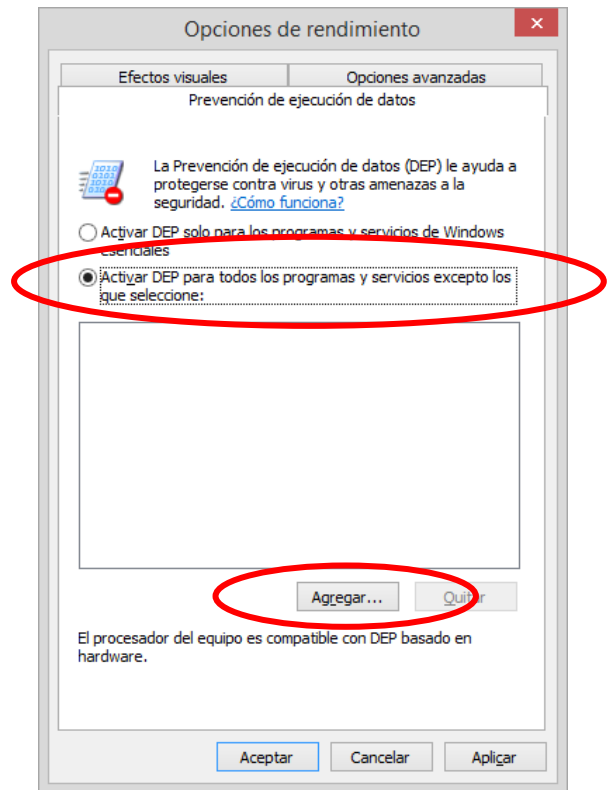 Opciones de rendimiento
Efectos visuales
Opciones avanzadas
Prevención de ejecución de datos
La Prevención de ejecución de datos (DEP) le ayuda a
protegerse contra virus y otras amenazas a la
seguridad. ¿Cómo funciona?
Activar DEP solo para los programas y servicios de Windows
esenciales
Activar DEP para todos los programas y servicios excepto los
que seleccione:
Agregar...
Quitar
El procesador del equipo es compatible con DEP basado en
hardware.
Aceptar
Cancelar
Aplicar